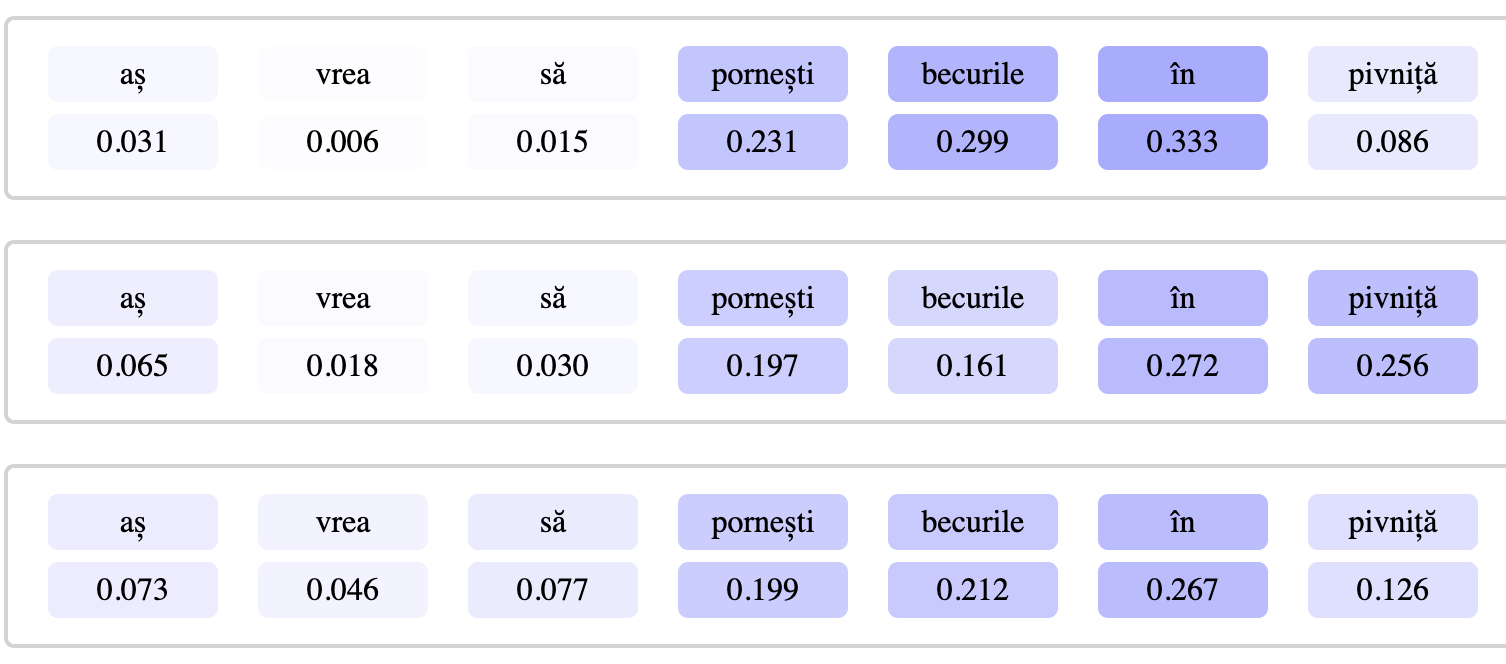 aș vrea să pornești becurile în pivniță
0.031 0.006 0.015 0.231 0.299 0.333 0.086
aș vrea să pornești becurile în pivniță
0.065 0.018 0.030 0.197 0.161 0.272 0.256
aș vrea să pornești becurile în pivniță
0.073 0.046 0.077 0.199 0.212 0.267 0.126